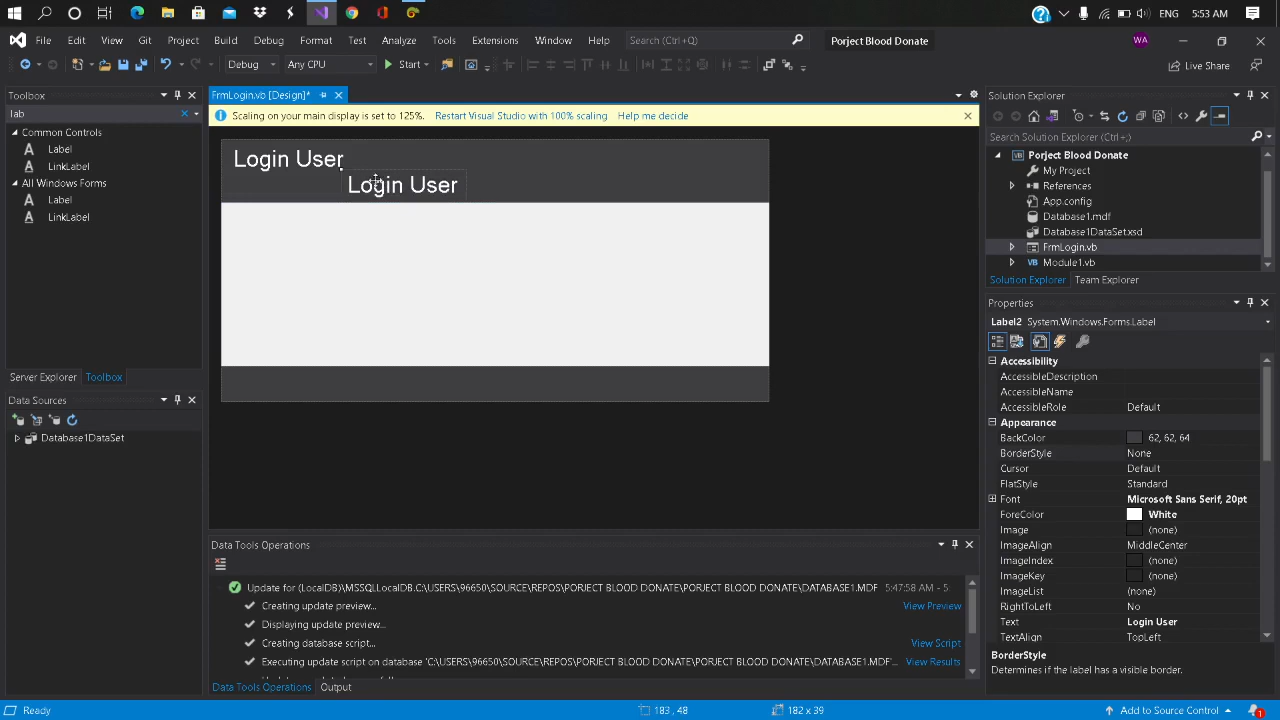 ENG
5:53 AM
File Edit View Git Project Build Debug Format Test Analyze Tools Extensions Window Help
Search (Ctrl+Q)
Porject Blood Donate
WA
Debug
Any CPU
Start
Live Share
Toolbox
lab
Common Controls
Label
LinkLabel
All Windows Forms
Label
LinkLabel
Server Explorer
Toolbox
Data Sources
Database1DataSet
FrmLogin.vb [Design]*
Scaling on your main display is set to 125%. Restart Visual Studio with 100% scaling Help me decide
Login User
Login User
Data Tools Operations
Update for (LocalDB)\MSSQLLocalDB.C:\USERS\96650\SOURCE\REPOS\PORJECT BLOOD DONATE\PORJECT BLOOD DONATE\DATABASE1.MDF 5:47:58 AM - 5
Creating update preview...
View Preview
Displaying update preview...
Creating database script...
View Script
Executing update script on database 'C:\USERS\96650\SOURCE\REPOS\PORJECT BLOOD DONATE\PORJECT BLOOD DONATE\DATABASE1.MDF'...
View Results
Data Tools Operations
Output
Solution Explorer
Search Solution Explorer (Ctrl+;)
Porject Blood Donate
My Project
References
App.config
Database1.mdf
Database1DataSet.xsd
FrmLogin.vb
Module1.vb
Solution Explorer
Team Explorer
Properties
Label2 System.Windows.Forms.Label
Accessibility
AccessibleDescription
AccessibleName
AccessibleRole Default
Appearance
BackColor 62, 62, 64
BorderStyle None
Cursor Default
FlatStyle Standard
Font Microsoft Sans Serif, 20pt
ForeColor White
Image (none)
ImageAlign MiddleCenter
ImageIndex (none)
ImageKey (none)
ImageList (none)
RightToLeft No
Text Login User
TextAlign TopLeft
BorderStyle
Determines if the label has a visible border.
Ready
183 , 48
182 x 39
Add to Source Control
1